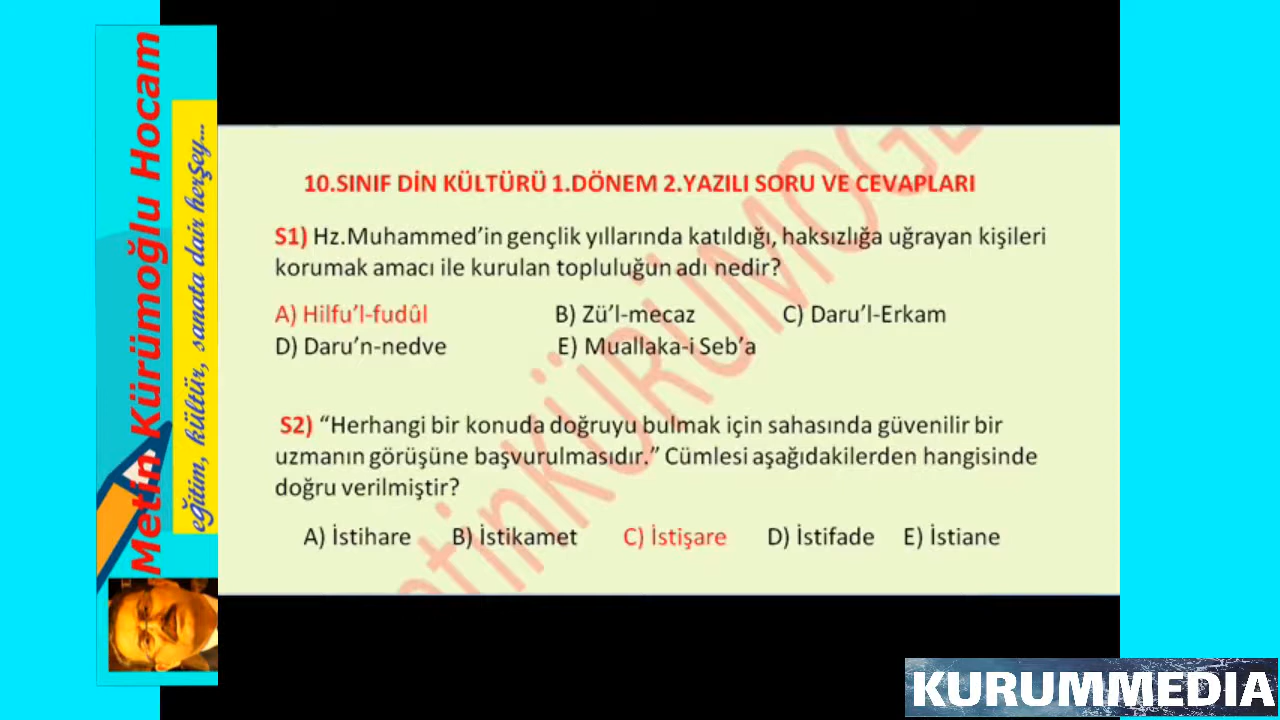 Metin Kürümoğlu Hocam
eğitim, kültür, sanata dair herşey...
10.SINIF DİN KÜLTÜRÜ 1.DÖNEM 2.YAZILI SORU VE CEVAPLARI
S1) Hz.Muhammed’in gençlik yıllarında katıldığı, haksızlığa uğrayan kişileri
korumak amacı ile kurulan topluluğun adı nedir?
A) Hilfu’l-fudûl B) Zü’l-mecaz C) Daru’l-Erkam
D) Daru’n-nedve E) Muallaka-i Seb’a
S2) “Herhangi bir konuda doğruyu bulmak için sahasında güvenilir bir
uzmanın görüşüne başvurulmasıdır.” Cümlesi aşağıdakilerden hangisinde
doğru verilmiştir?
A) İstihare B) İstikamet C) İstişare D) İstifade E) İstiane
etinKÜRÜMOĞL
KURUMMEDIA